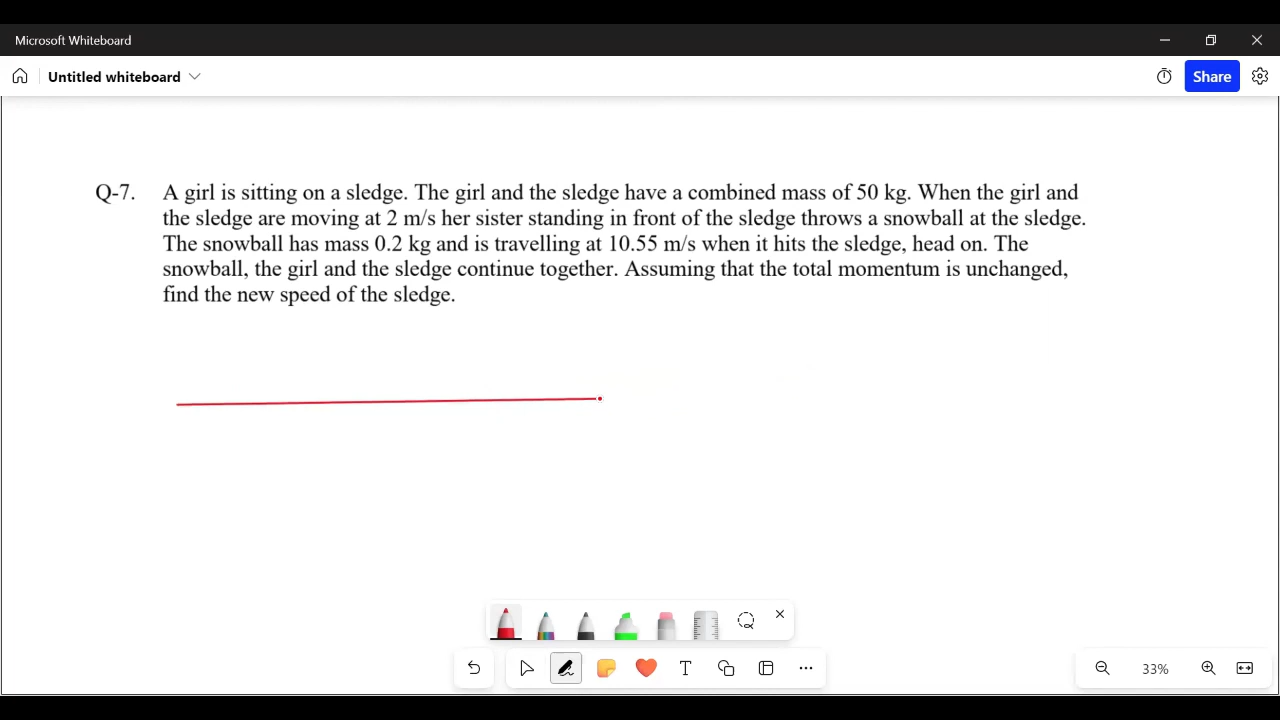 Microsoft Whiteboard
Untitled whiteboard
Share
Q-7. A girl is sitting on a sledge. The girl and the sledge have a combined mass of 50 kg. When the girl and
the sledge are moving at 2 m/s her sister standing in front of the sledge throws a snowball at the sledge.
The snowball has mass 0.2 kg and is travelling at 10.55 m/s when it hits the sledge, head on. The
snowball, the girl and the sledge continue together. Assuming that the total momentum is unchanged,
find the new speed of the sledge.
33%